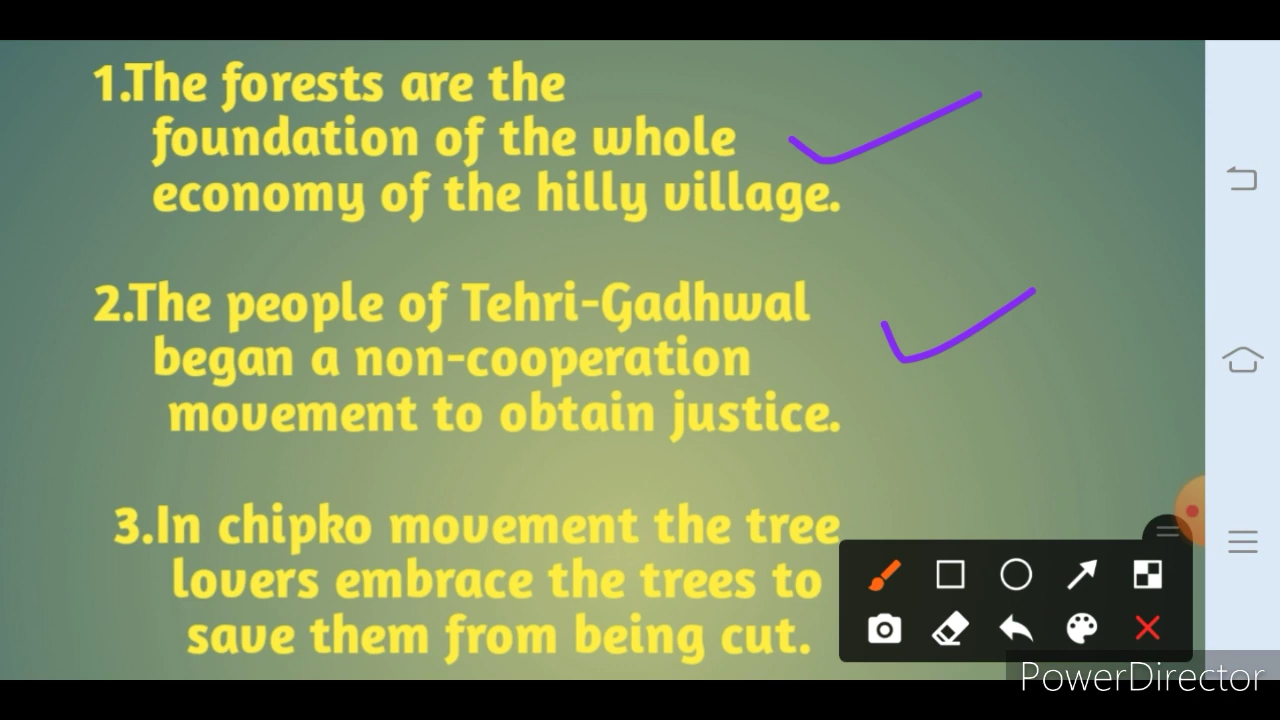 1.The forests are the
foundation of the whole
economy of the hilly village.
2.The people of Tehri-Gadhwal
began a non-cooperation
movement to obtain justice.
3.In chipko movement the tree
lovers embrace the trees to
save them from being cut.
PowerDirector